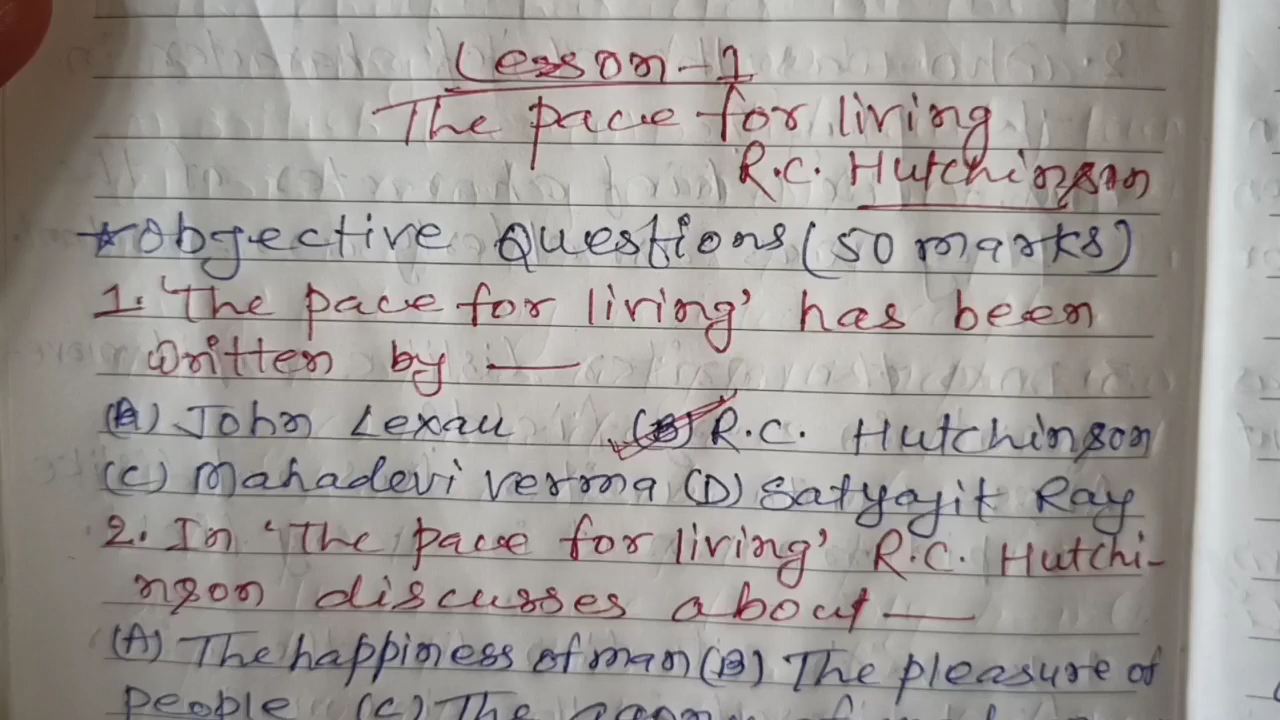 Lesson-1
The pace for living
R.C. Hutchinson
*Obgective Questions (50 marks)
1. 'The pace for living' has been
written by —
(A) John Lexau (B) R.C. Hutchinson
(C) Mahadevi verma (D) Satyajit Ray
2. In 'The pace for living' R.C. Hutchi-
nson discusses about —
(A) The happiness of man (B) The pleasure of
people (C) The